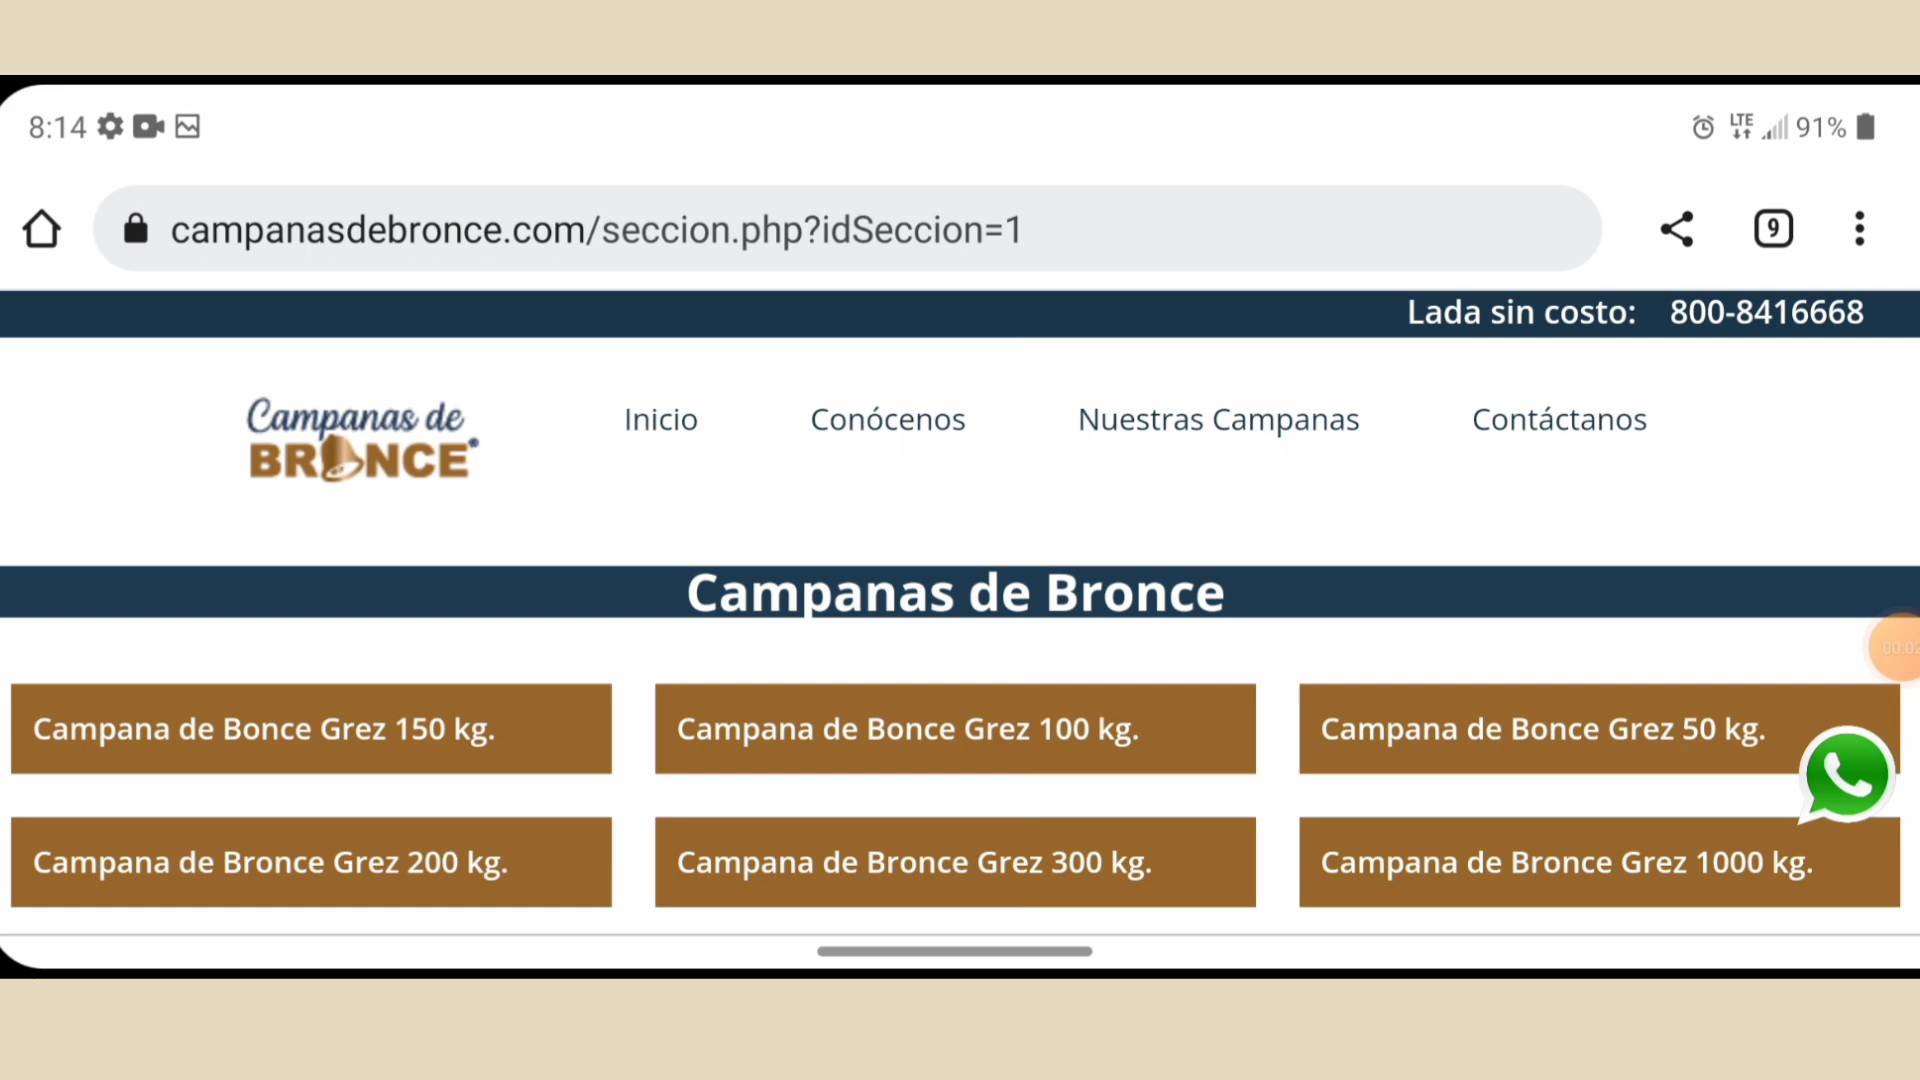 8:14
LTE
91%
campanasdebronce.com/seccion.php?idSeccion=1
9
Lada sin costo: 800-8416668
Campanas de
BRONCE
Inicio
Conócenos
Nuestras Campanas
Contáctanos
Campanas de Bronce
00:02
Campana de Bonce Grez 150 kg.
Campana de Bonce Grez 100 kg.
Campana de Bonce Grez 50 kg.
Campana de Bronce Grez 200 kg.
Campana de Bronce Grez 300 kg.
Campana de Bronce Grez 1000 kg.